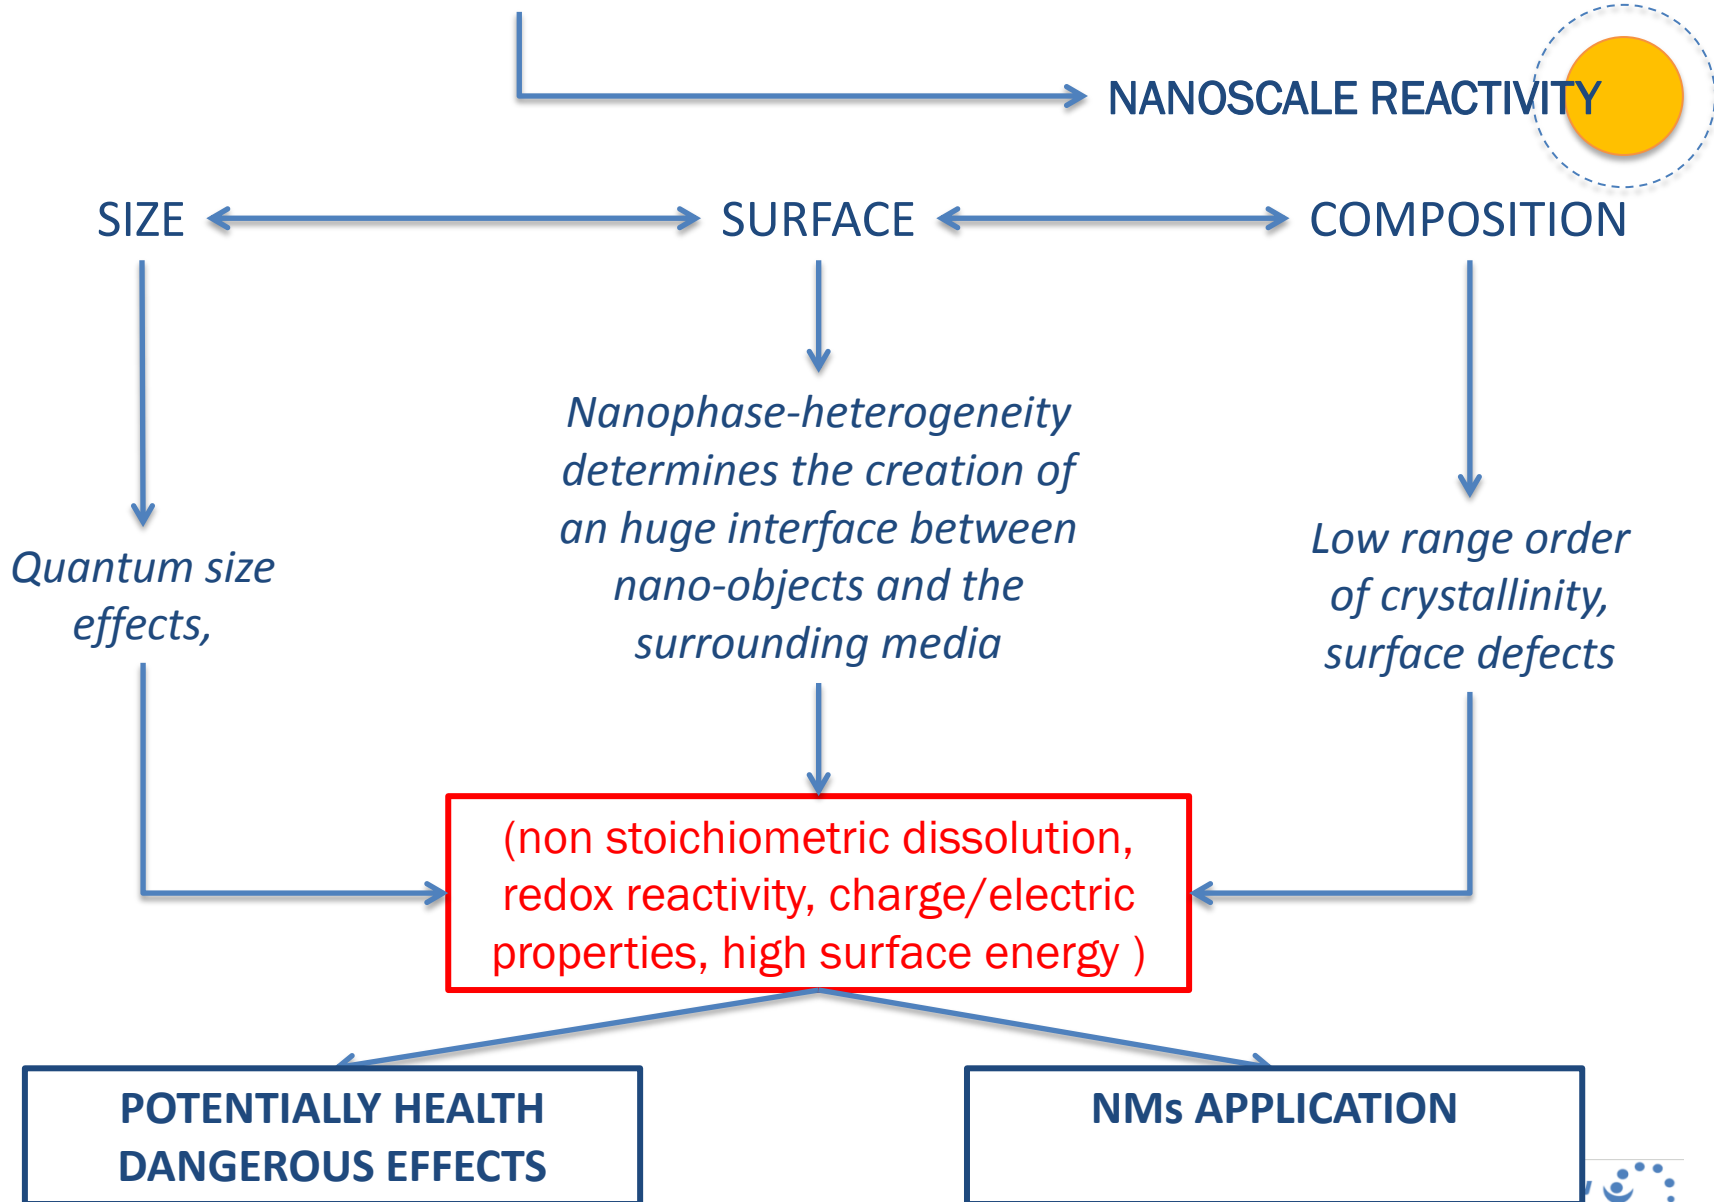 NANOSCALE REACTIVITY
SIZE
SURFACE
COMPOSITION
Nanophase-heterogeneity
determines the creation of
an huge interface between
nano-objects and the
surrounding media
Quantum size
effects,
Low range order
of crystallinity,
surface defects
(non stoichiometric dissolution,
redox reactivity, charge/electric
properties, high surface energy )
POTENTIALLY HEALTH
DANGEROUS EFFECTS
NMs APPLICATION